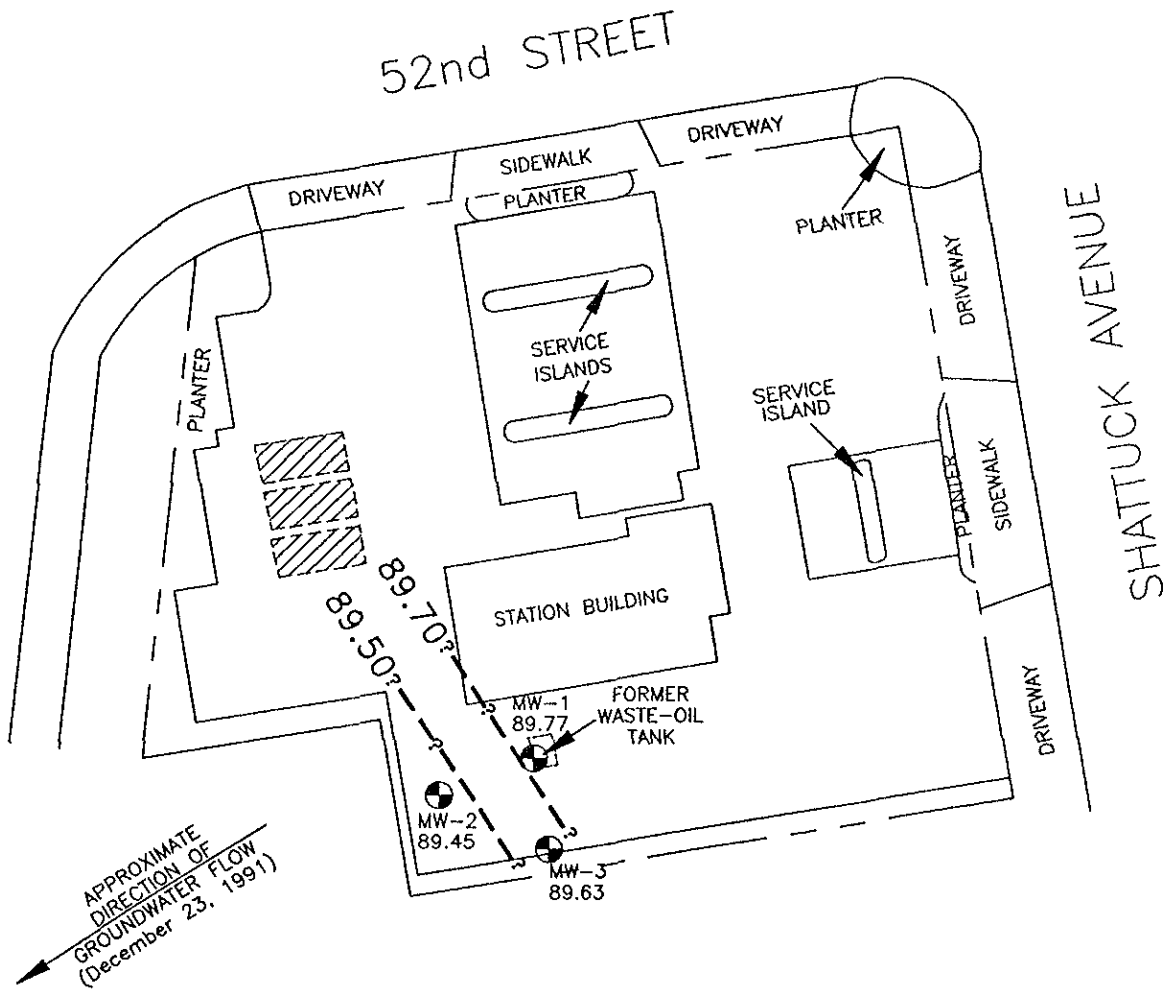 52nd STREET
DRIVEWAY
SIDEWALK
DRIVEWAY
PLANTER
PLANTER
DRIVEWAY
SHATTUCK AVENUE
SERVICE
ISLANDS
PLANTER
SERVICE
ISLAND
PLANTER
SIDEWALK
89.70?
89.50?
STATION BUILDING
DRIVEWAY
MW-1
89.77
FORMER
WASTE-OIL
TANK
?
?
MW-2
89.45
?
?
MW-3
89.63
APPROXIMATE
DIRECTION OF
GROUNDWATER FLOW
(December 23, 1991)